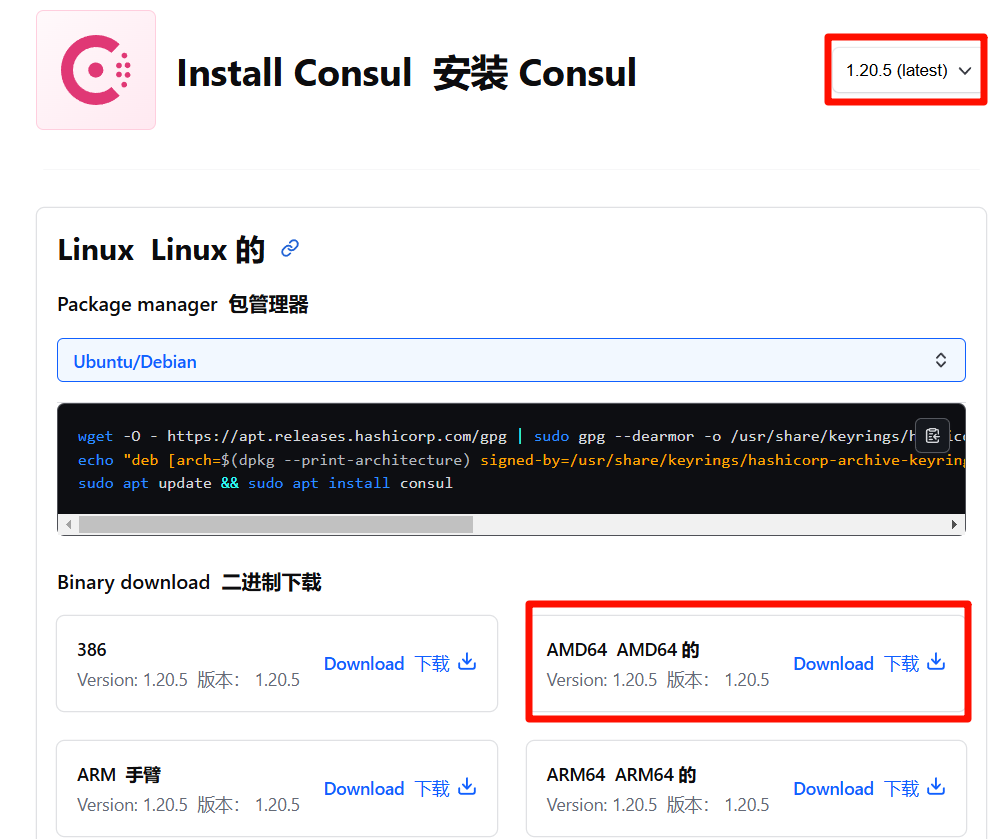 Install Consul 安装 Consul
1.20.5 (latest)
Linux Linux 的
Package manager 包管理器
Ubuntu/Debian
wget -O - https://apt.releases.hashicorp.com/gpg | sudo gpg --dearmor -o /usr/share/keyrings/
echo "deb [arch=$(dpkg --print-architecture) signed-by=/usr/share/keyrings/hashicorp-archive-keyring
sudo apt update && sudo apt install consul
Binary download 二进制下载
386
Version: 1.20.5 版本： 1.20.5
Download 下载
AMD64 AMD64 的
Version: 1.20.5 版本： 1.20.5
Download 下载
ARM 手臂
Version: 1.20.5 版本： 1.20.5
Download 下载
ARM64 ARM64 的
Version: 1.20.5 版本： 1.20.5
Download 下载